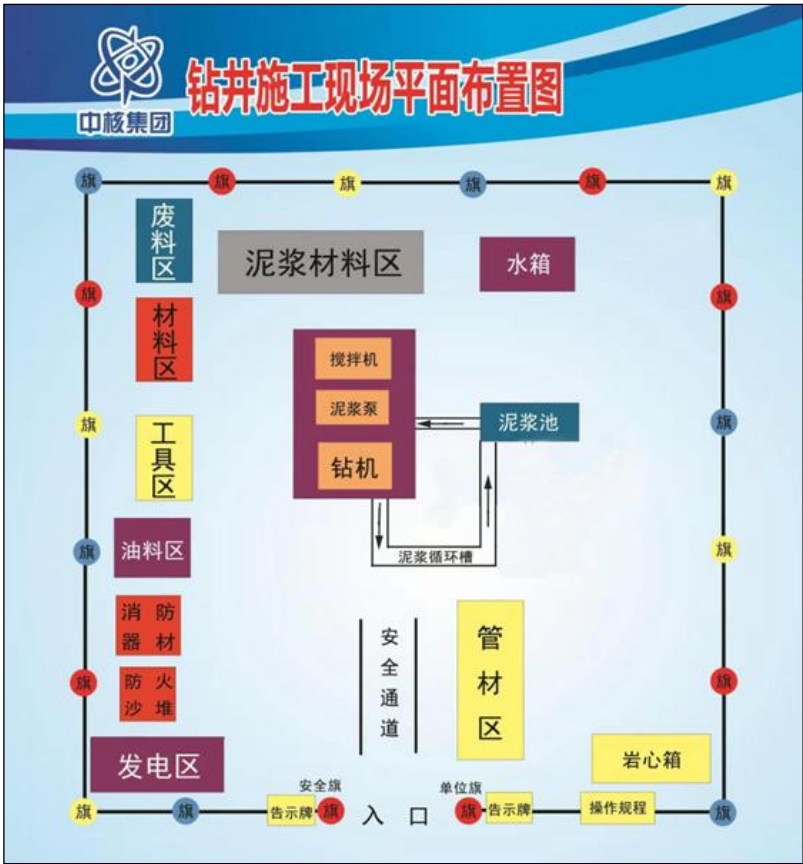 中核集团
钻井施工现场平面布置图
旗 旗 旗 旗 旗 旗
废料区
泥浆材料区
水箱
旗
旗
材料区
搅拌机
泥浆泵
钻机
泥浆池
旗
旗
工具区
旗
旗
油料区
泥浆循环槽
消防
器材
安全通道
管材区
旗
旗
防火
沙堆
发电区
岩心箱
安全旗
单位旗
旗
旗
告示牌
旗
入口
旗
告示牌
操作规程
旗